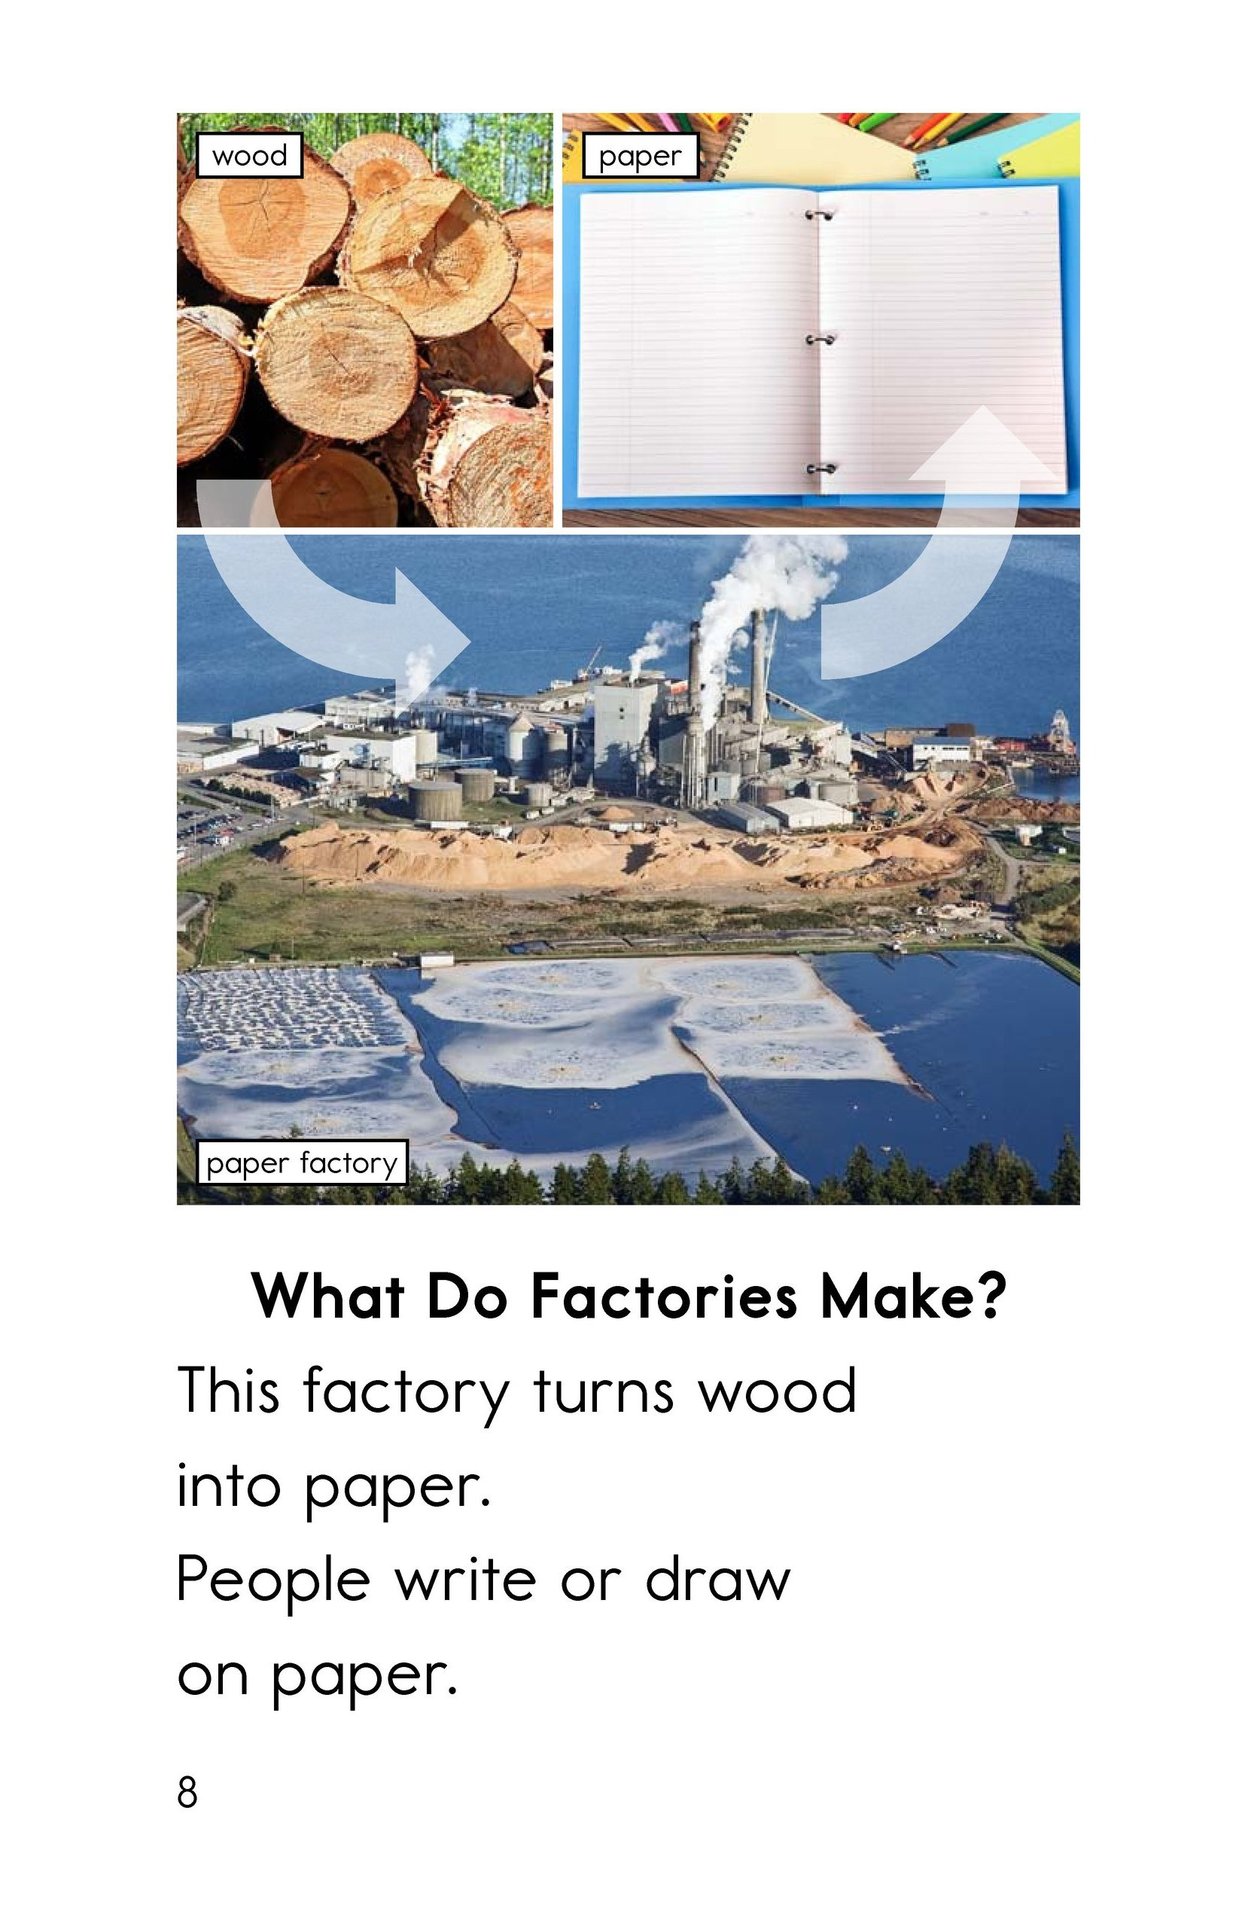 wood
paper
paper factory
What Do Factories Make?
This factory turns wood
into paper.
People write or draw
on paper.
8